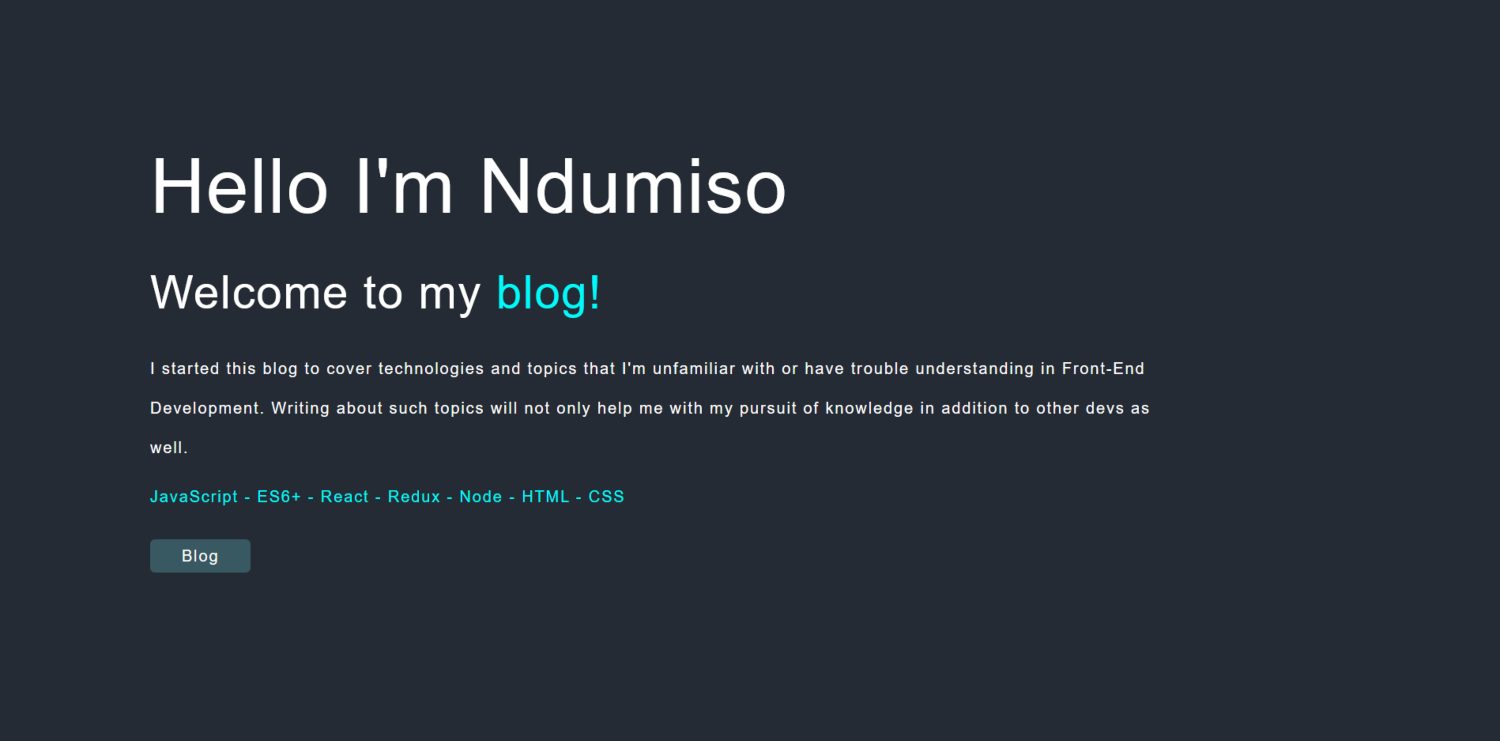 Hello I'm Ndumiso
Welcome to my blog!
I started this blog to cover technologies and topics that I'm unfamiliar with or have trouble understanding in Front-End
Development. Writing about such topics will not only help me with my pursuit of knowledge in addition to other devs as
well.
JavaScript - ES6+ - React - Redux - Node - HTML - CSS
Blog